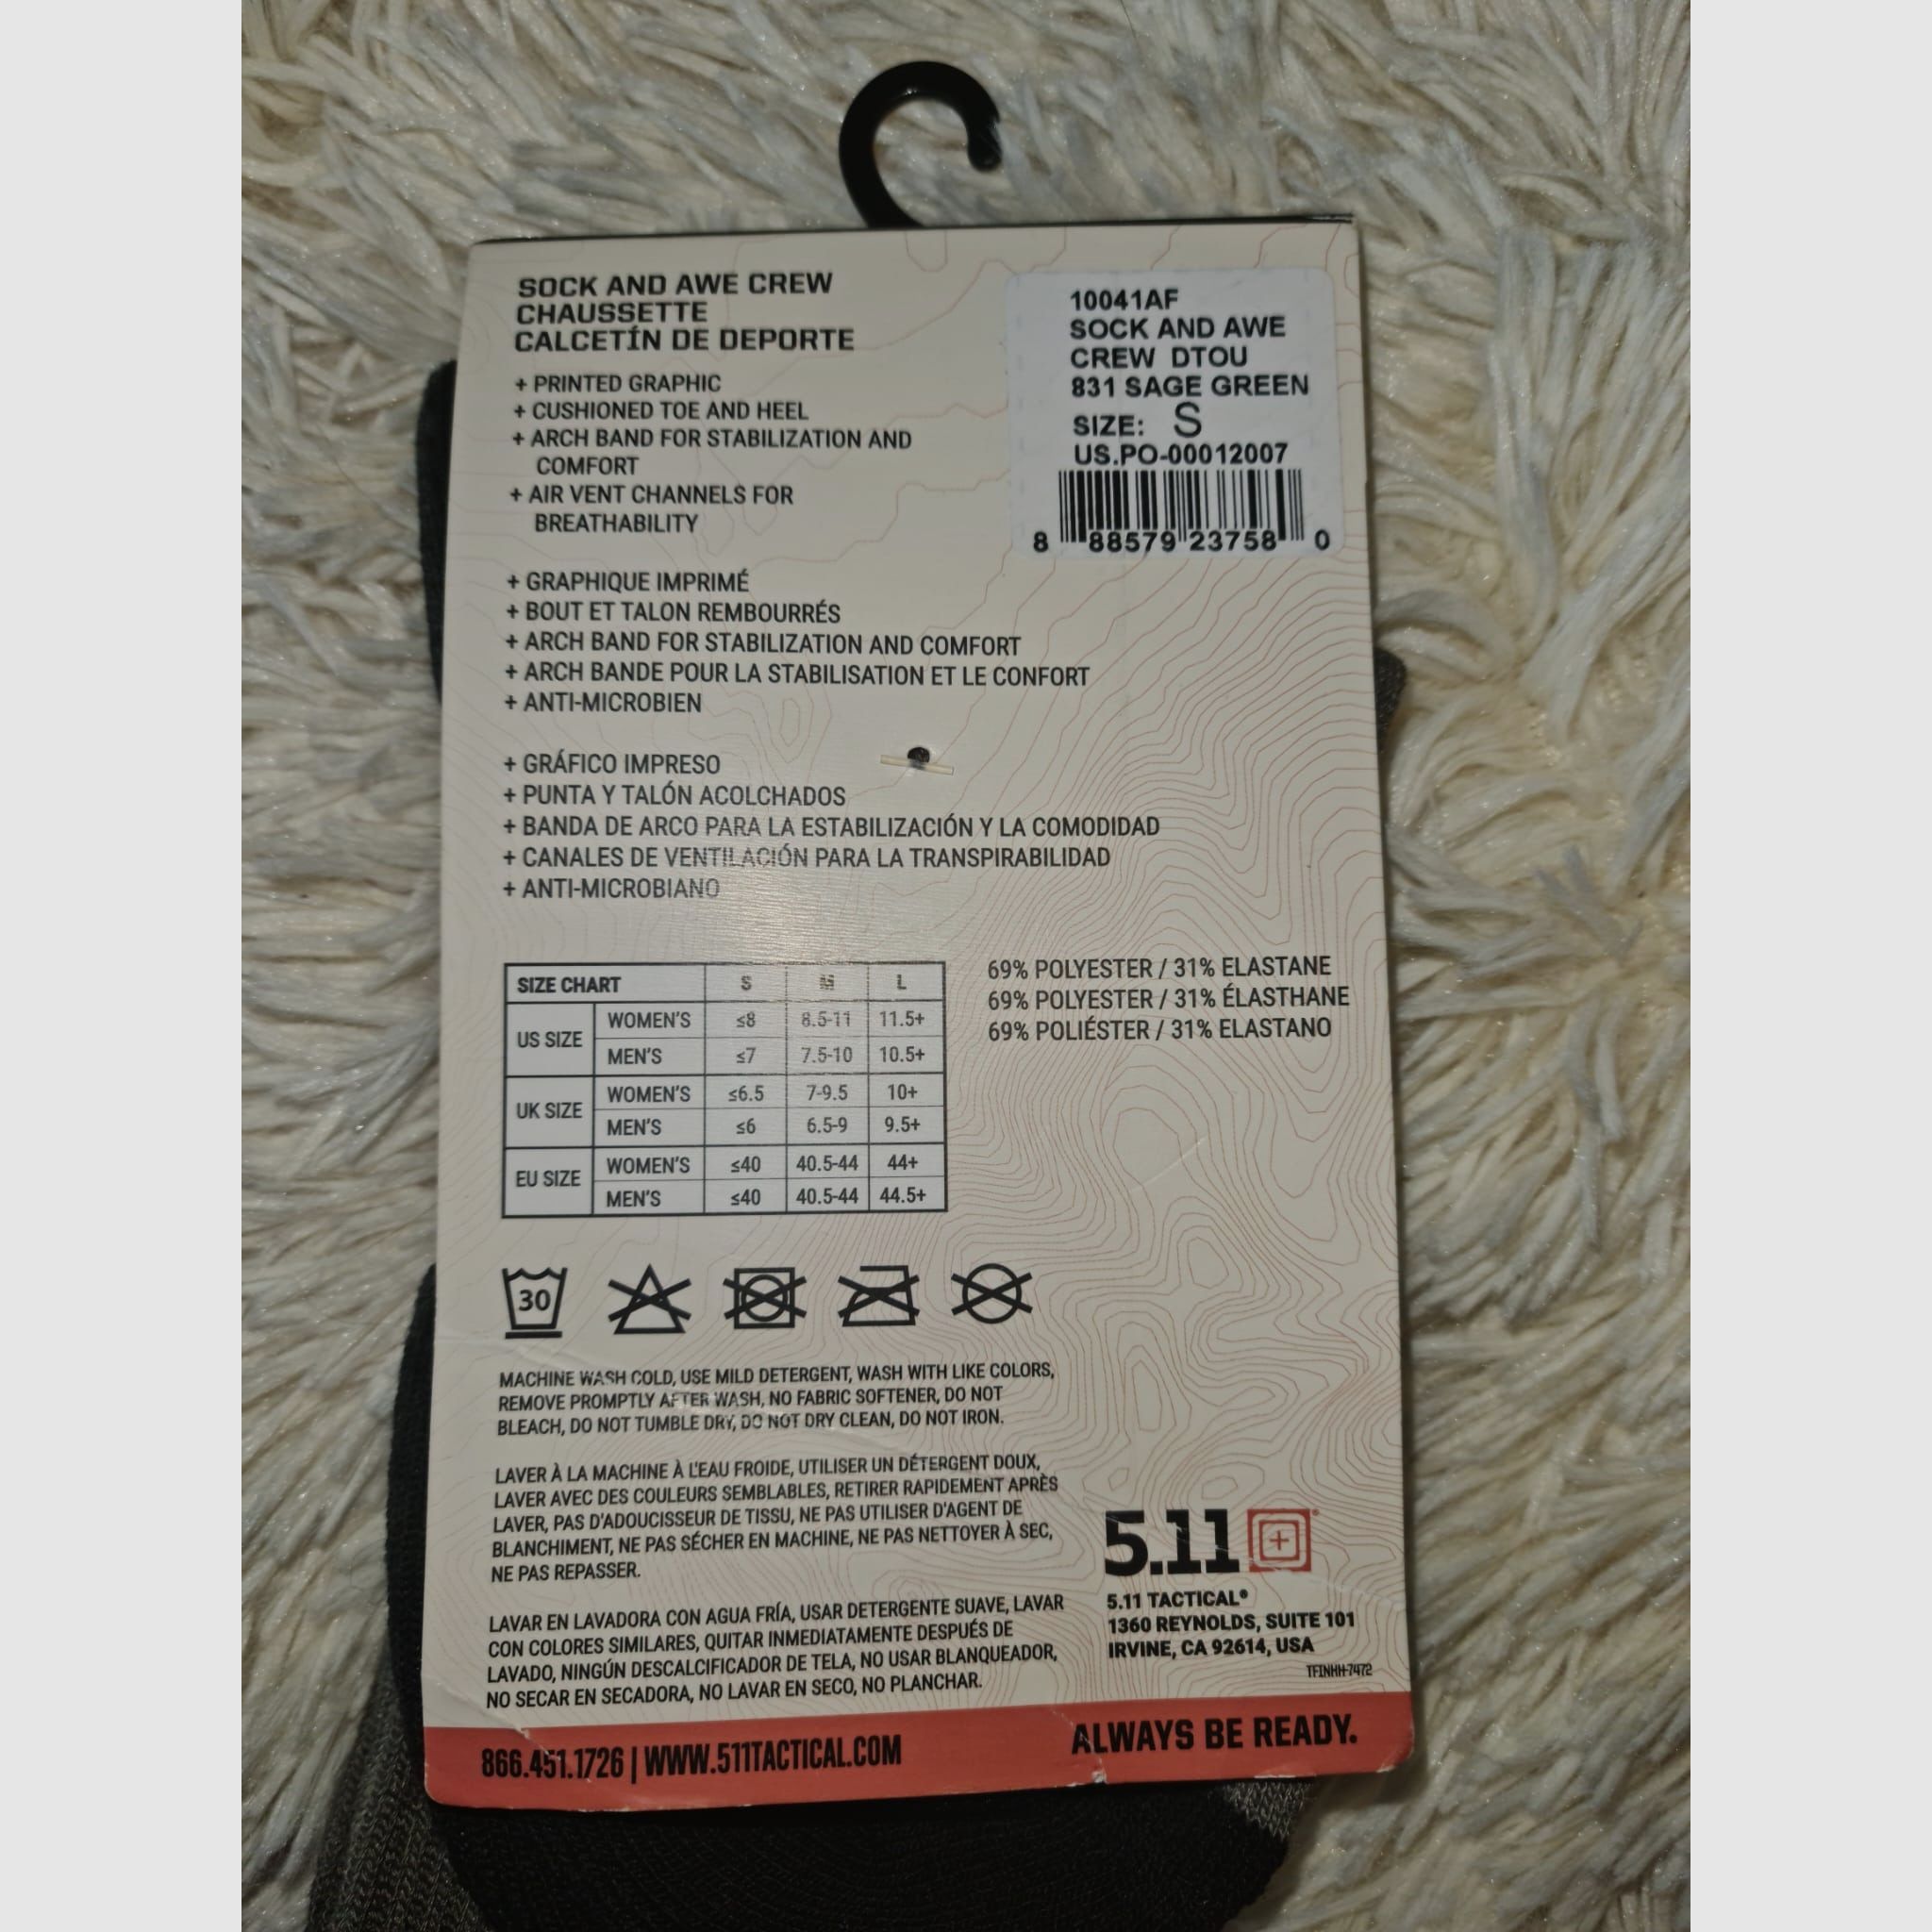 SOCK AND AWE CREW
CHAUSSETTE
CALCETÍN DE DEPORTE
+ PRINTED GRAPHIC
+ CUSHIONED TOE AND HEEL
+ ARCH BAND FOR STABILIZATION AND
COMFORT
+ AIR VENT CHANNELS FOR
BREATHABILITY
10041AF
SOCK AND AWE
CREW DTOU
831 SAGE GREEN
SIZE: S
US.PO-00012007
8 88579 23758 0
+ GRAPHIQUE IMPRIMÉ
+ BOUT ET TALON REMBOURRÉS
+ ARCH BAND FOR STABILIZATION AND COMFORT
+ ARCH BANDE POUR LA STABILISATION ET LE CONFORT
+ ANTI-MICROBIEN
+ GRÁFICO IMPRESO
+ PUNTA Y TALÓN ACOLCHADOS
+ BANDA DE ARCO PARA LA ESTABILIZACIÓN Y LA COMODIDAD
+ CANALES DE VENTILACIÓN PARA LA TRANSPIRABILIDAD
+ ANTI-MICROBIANO
SIZE CHART S M L
US SIZE WOMEN'S ≤8 8.5-11 11.5+
MEN'S ≤7 7.5-10 10.5+
UK SIZE WOMEN'S ≤6.5 7-9.5 10+
MEN'S ≤6 6.5-9 9.5+
EU SIZE WOMEN'S ≤40 40.5-44 44+
MEN'S ≤40 40.5-44 44.5+
69% POLYESTER / 31% ELASTANE
69% POLYESTER / 31% ÉLASTHANE
69% POLIÉSTER / 31% ELASTANO
30
MACHINE WASH COLD, USE MILD DETERGENT, WASH WITH LIKE COLORS,
REMOVE PROMPTLY AFTER WASH, NO FABRIC SOFTENER, DO NOT
BLEACH, DO NOT TUMBLE DRY, DO NOT DRY CLEAN, DO NOT IRON.
LAVER À LA MACHINE À L'EAU FROIDE, UTILISER UN DÉTERGENT DOUX,
LAVER AVEC DES COULEURS SEMBLABLES, RETIRER RAPIDEMENT APRÈS
LAVER, PAS D'ADOUCISSEUR DE TISSU, NE PAS UTILISER D'AGENT DE
BLANCHIMENT, NE PAS SÉCHER EN MACHINE, NE PAS NETTOYER À SEC,
NE PAS REPASSER.
LAVAR EN LAVADORA CON AGUA FRÍA, USAR DETERGENTE SUAVE, LAVAR
CON COLORES SIMILARES, QUITAR INMEDIATAMENTE DESPUÉS DE
LAVADO, NINGÚN DESCALCIFICADOR DE TELA, NO USAR BLANQUEADOR,
NO SECAR EN SECADORA, NO LAVAR EN SECO, NO PLANCHAR.
5.11
5.11 TACTICAL®
1360 REYNOLDS, SUITE 101
IRVINE, CA 92614, USA
TFINHH-7472
866.451.1726 | WWW.511TACTICAL.COM
ALWAYS BE READY.